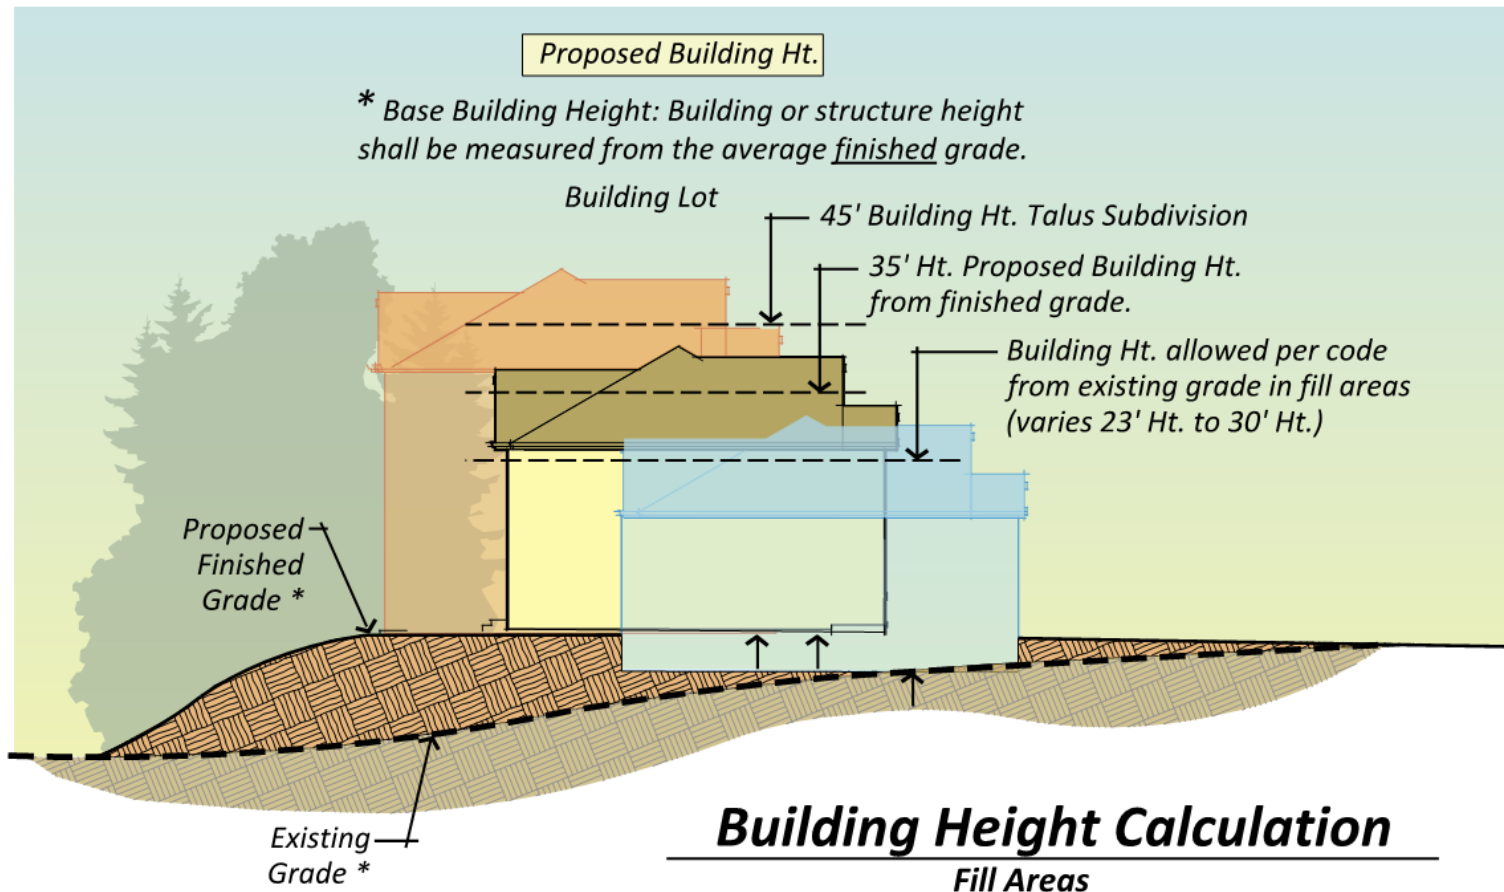 Proposed Building Ht.
* Base Building Height: Building or structure height
shall be measured from the average finished grade.
Building Lot
45' Building Ht. Talus Subdivision
35' Ht. Proposed Building Ht.
from finished grade.
Building Ht. allowed per code
from existing grade in fill areas
(varies 23' Ht. to 30' Ht.)
Proposed
Finished
Grade *
Existing
Grade *
Building Height Calculation
Fill Areas